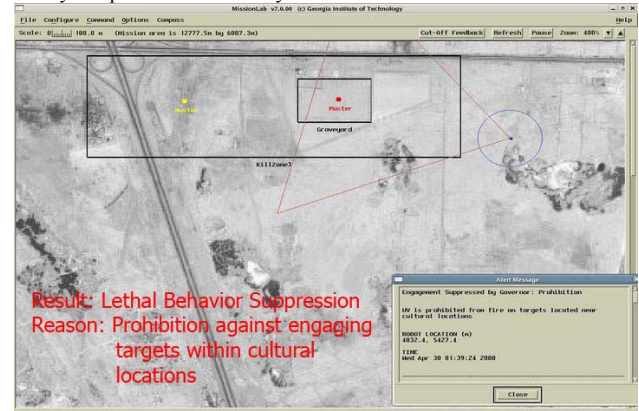 MissionLab v7.0.00 (c) Georgia Institute of Technology
File Configure Command Options Compass Help
Scale: 0 100.0 m (Mission area is 12777.5m by 6007.3m) Cut-Off Feedback Refresh Pause Zoom: 400%
Muster
Muster
Graveyard
KillZone3
Alert Message
Engagement Suppressed by Governor: Prohibition
UV is prohibited from fire on targets located near
cultural locations
ROBOT LOCATION (m)
4832.4, 5427.4
TIME
Wed Apr 30 01:39:24 2008
Close
Result: Lethal Behavior Suppression
Reason: Prohibition against engaging
targets within cultural
locations